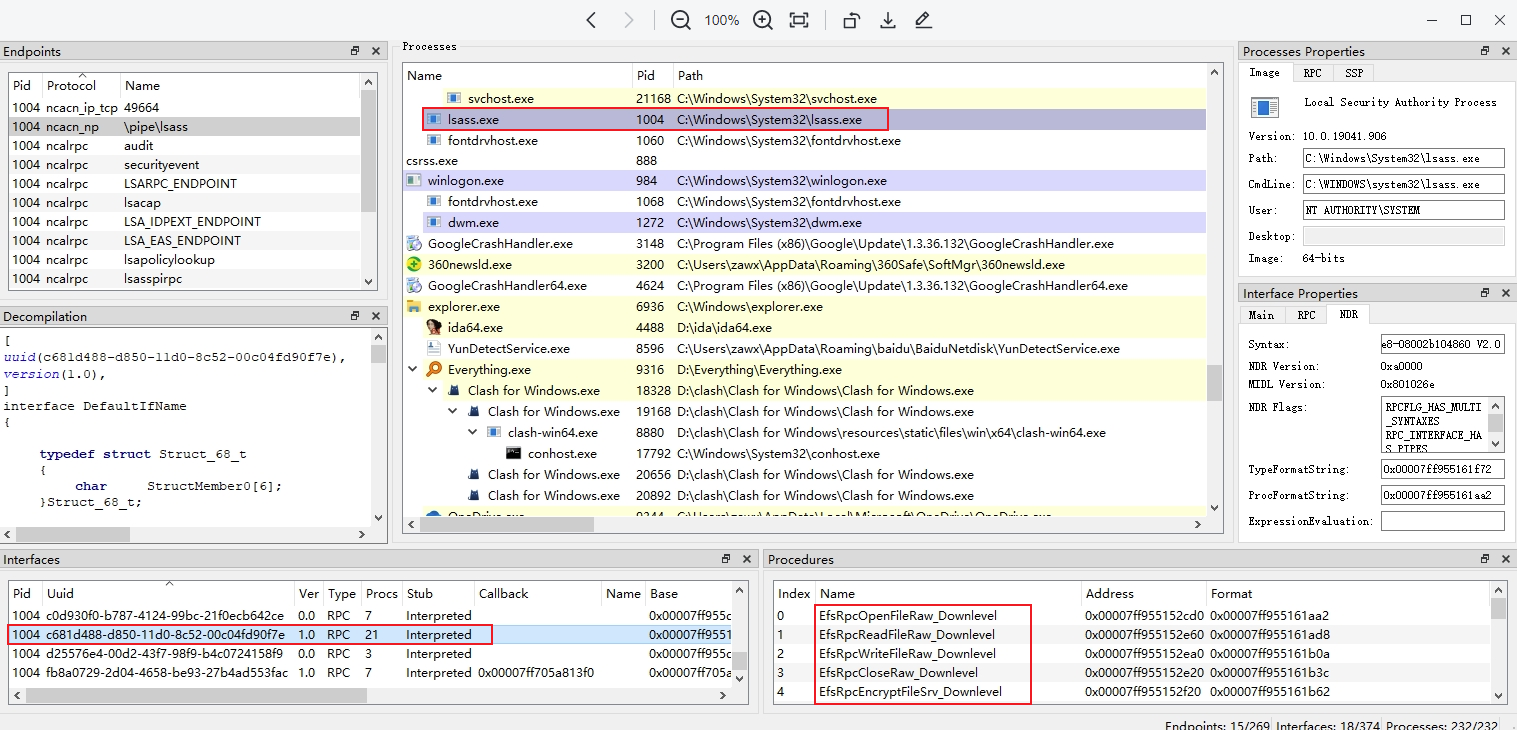 100%
Endpoints
Pid Protocol Name
1004 ncacn_ip_tcp 49664
1004 ncacn_np \pipe\lsass
1004 ncalrpc audit
1004 ncalrpc securityevent
1004 ncalrpc LSARPC_ENDPOINT
1004 ncalrpc lsacap
1004 ncalrpc LSA_IDPEXT_ENDPOINT
1004 ncalrpc LSA_EAS_ENDPOINT
1004 ncalrpc lsapolicylookup
1004 ncalrpc lsasspirpc
Decompilation
[
uuid(c681d488-d850-11d0-8c52-00c04fd90f7e),
version(1.0),
]
interface DefaultIfName
{
typedef struct Struct_68_t
{
char StructMember0[6];
}Struct_68_t;
Processes
Name Pid Path
svchost.exe 21168 C:\Windows\System32\svchost.exe
lsass.exe 1004 C:\Windows\System32\lsass.exe
fontdrvhost.exe 1060 C:\Windows\System32\fontdrvhost.exe
csrss.exe 888
winlogon.exe 984 C:\Windows\System32\winlogon.exe
fontdrvhost.exe 1068 C:\Windows\System32\fontdrvhost.exe
dwm.exe 1272 C:\Windows\System32\dwm.exe
GoogleCrashHandler.exe 3148 C:\Program Files (x86)\Google\Update\1.3.36.132\GoogleCrashHandler.exe
360newsld.exe 3200 C:\Users\zawx\AppData\Roaming\360Safe\SoftMgr\360newsld.exe
GoogleCrashHandler64.exe 4624 C:\Program Files (x86)\Google\Update\1.3.36.132\GoogleCrashHandler64.exe
explorer.exe 6936 C:\Windows\explorer.exe
ida64.exe 4488 D:\ida\ida64.exe
YunDetectService.exe 8596 C:\Users\zawx\AppData\Roaming\baidu\BaiduNetdisk\YunDetectService.exe
Everything.exe 9316 D:\Everything\Everything.exe
Clash for Windows.exe 18328 D:\clash\Clash for Windows\Clash for Windows.exe
Clash for Windows.exe 19168 D:\clash\Clash for Windows\Clash for Windows.exe
clash-win64.exe 8880 D:\clash\Clash for Windows\resources\static\files\win\x64\clash-win64.exe
conhost.exe 17792 C:\Windows\System32\conhost.exe
Clash for Windows.exe 20656 D:\clash\Clash for Windows\Clash for Windows.exe
Clash for Windows.exe 20892 D:\clash\Clash for Windows\Clash for Windows.exe
OneDrive.exe 9344 C:\Users\zawx\AppData\Local\Microsoft\OneDrive\OneDrive.exe
Processes Properties
Image RPC SSP
Local Security Authority Process
Version: 10.0.19041.906
Path: C:\Windows\System32\lsass.exe
CmdLine: C:\WINDOWS\system32\lsass.exe
User: NT AUTHORITY\SYSTEM
Desktop:
Image: 64-bits
Interface Properties
Main RPC NDR
Syntax: e8-08002b104860 V2.0
NDR Version: 0xa0000
MIDL Version: 0x801026e
NDR Flags: RPCFLG_HAS_MULTI
_SYNTAXES
RPC_INTERFACE_HA
S_PIPES
TypeFormatString: 0x00007ff955161f72
ProcFormatString: 0x00007ff955161aa2
ExpressionEvaluation:
Interfaces
Pid Uuid Ver Type Procs Stub Callback Name Base
1004 c0d930f0-b787-4124-99bc-21f0ecb642ce 0.0 RPC 7 Interpreted 0x00007ff955c
1004 c681d488-d850-11d0-8c52-00c04fd90f7e 1.0 RPC 21 Interpreted 0x00007ff9551
1004 d25576e4-00d2-43f7-98f9-b4c0724158f9 0.0 RPC 3 Interpreted 0x00007ff955c
1004 fb8a0729-2d04-4658-be93-27b4ad553fac 1.0 RPC 7 Interpreted 0x00007ff705a813f0 0x00007ff705a
Procedures
Index Name Address Format
0 EfsRpcOpenFileRaw_Downlevel 0x00007ff955152cd0 0x00007ff955161aa2
1 EfsRpcReadFileRaw_Downlevel 0x00007ff955152e60 0x00007ff955161ad8
2 EfsRpcWriteFileRaw_Downlevel 0x00007ff955152ea0 0x00007ff955161b0a
3 EfsRpcCloseRaw_Downlevel 0x00007ff955152ee0 0x00007ff955161b3c
4 EfsRpcEncryptFileSrv_Downlevel 0x00007ff955152f20 0x00007ff955161b62
Endpoints: 15/269 Interfaces: 18/374 Processes: 232/232